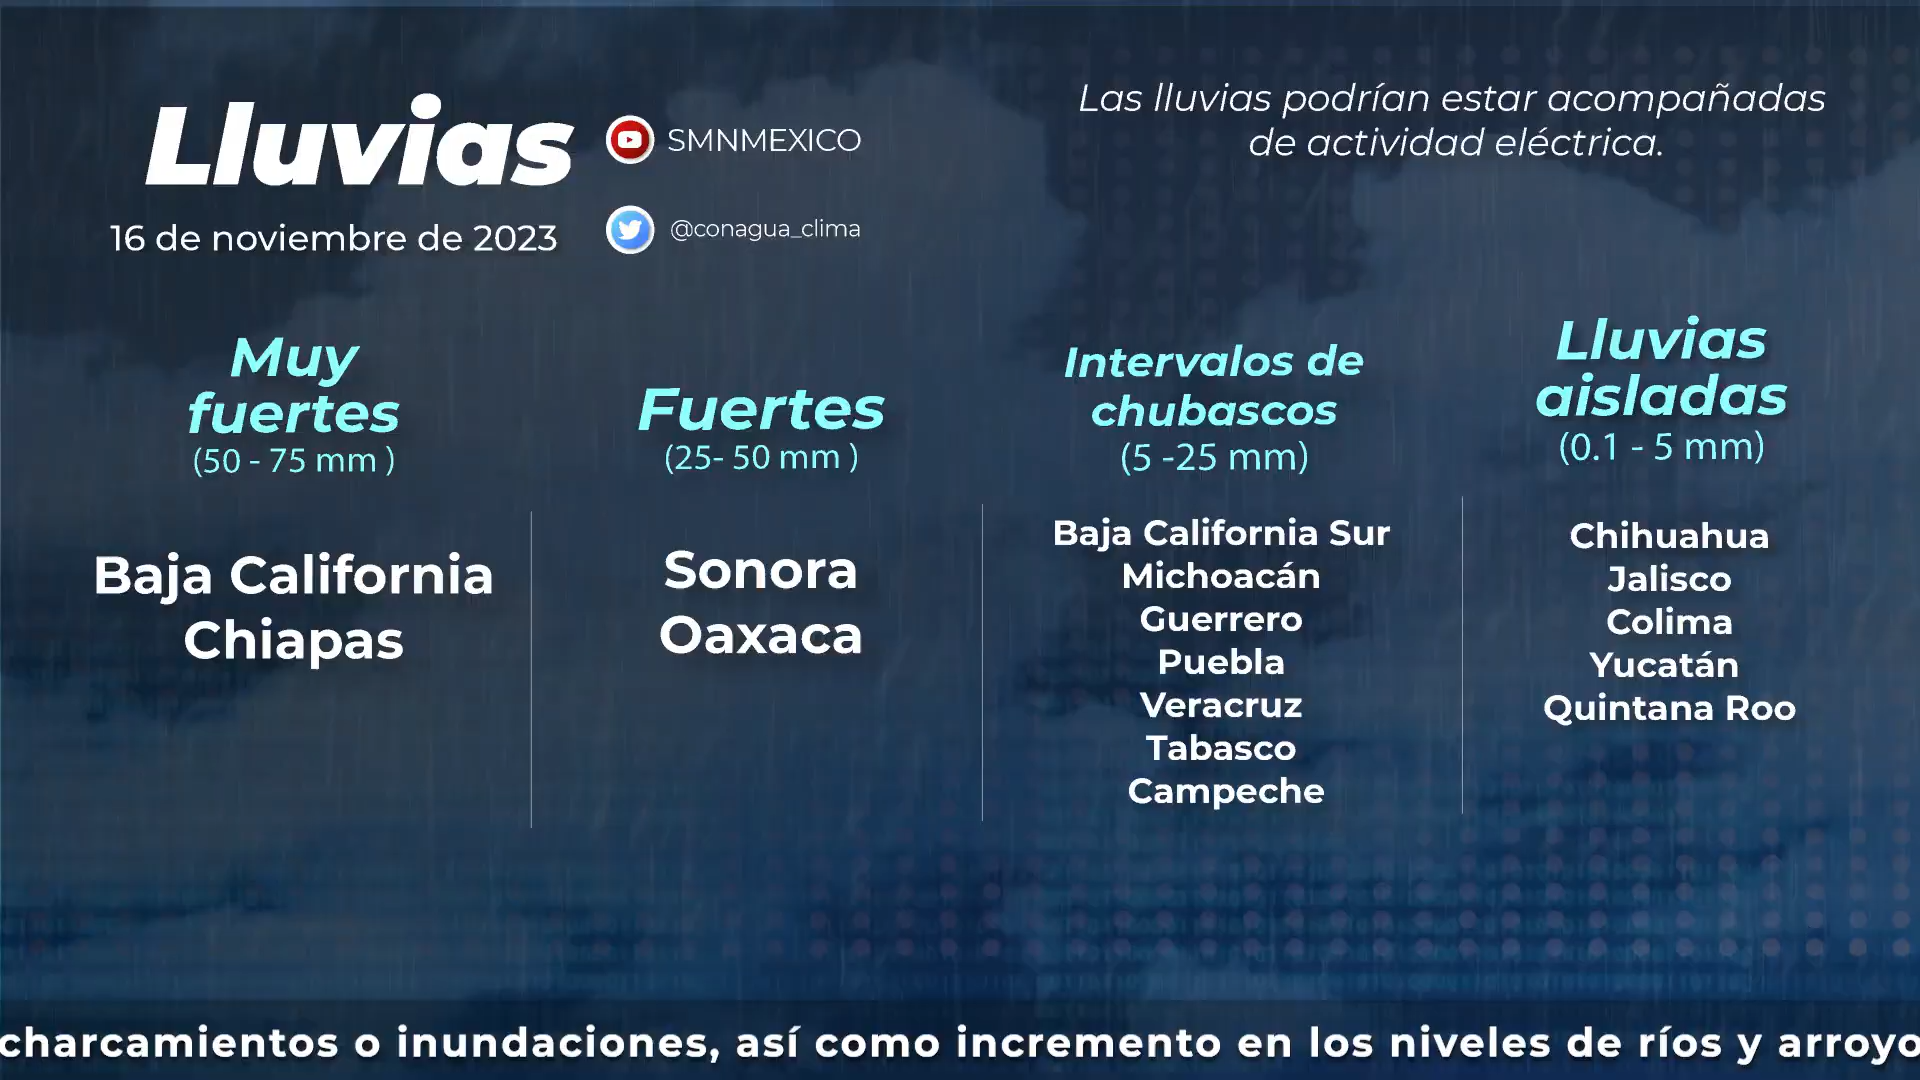 Lluvias
16 de noviembre de 2023
SMNMEXICO
@conagua_clima
Las lluvias podrían estar acompañadas
de actividad eléctrica.
Muy
fuertes
(50 - 75 mm )
Baja California
Chiapas
Fuertes
(25- 50 mm )
Sonora
Oaxaca
Intervalos de
chubascos
(5 -25 mm)
Baja California Sur
Michoacán
Guerrero
Puebla
Veracruz
Tabasco
Campeche
Lluvias
aisladas
(0.1 - 5 mm)
Chihuahua
Jalisco
Colima
Yucatán
Quintana Roo
charcamientos o inundaciones, así como incremento en los niveles de ríos y arroyo